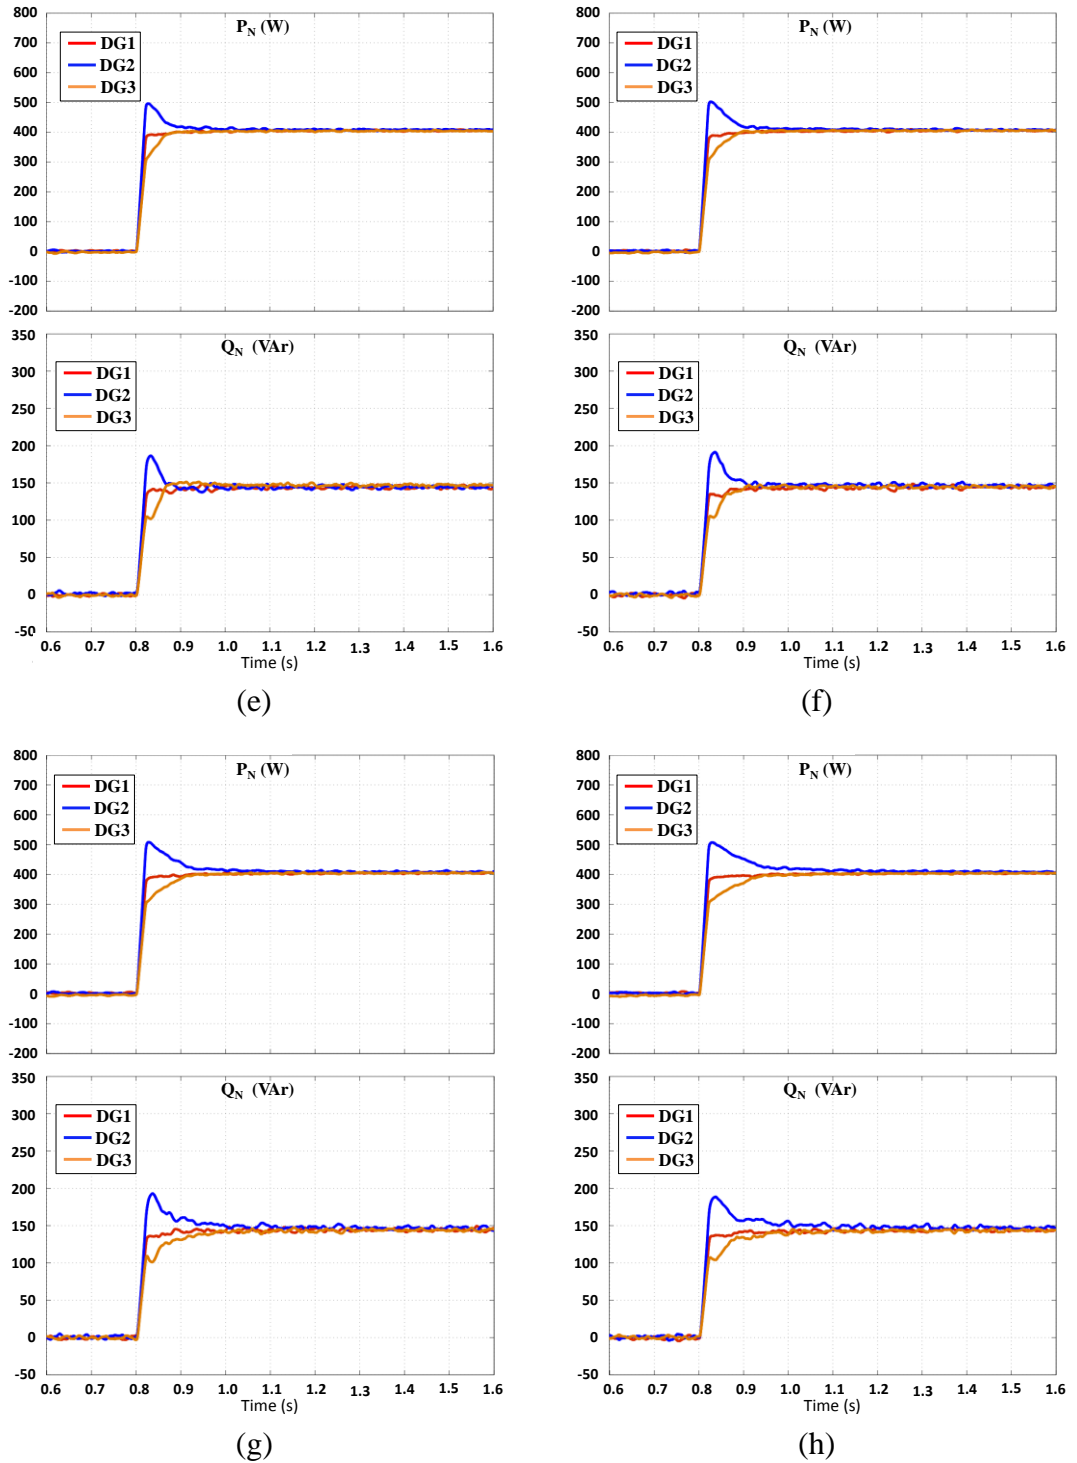 P_N (W)
DG1
DG2
DG3
800
700
600
500
400
300
200
100
0
-100
-200
Q_N (VAr)
DG1
DG2
DG3
350
300
250
200
150
100
50
0
-50
0.6 0.7 0.8 0.9 1.0 1.1 1.2 1.3 1.4 1.5 1.6
Time (s)
(e)
P_N (W)
DG1
DG2
DG3
800
700
600
500
400
300
200
100
0
-100
-200
Q_N (VAr)
DG1
DG2
DG3
350
300
250
200
150
100
50
0
-50
0.6 0.7 0.8 0.9 1.0 1.1 1.2 1.3 1.4 1.5 1.6
Time (s)
(f)
P_N (W)
DG1
DG2
DG3
800
700
600
500
400
300
200
100
0
-100
-200
Q_N (VAr)
DG1
DG2
DG3
350
300
250
200
150
100
50
0
-50
0.6 0.7 0.8 0.9 1.0 1.1 1.2 1.3 1.4 1.5 1.6
Time (s)
(g)
P_N (W)
DG1
DG2
DG3
800
700
600
500
400
300
200
100
0
-100
-200
Q_N (VAr)
DG1
DG2
DG3
350
300
250
200
150
100
50
0
-50
0.6 0.7 0.8 0.9 1.0 1.1 1.2 1.3 1.4 1.5 1.6
Time (s)
(h)